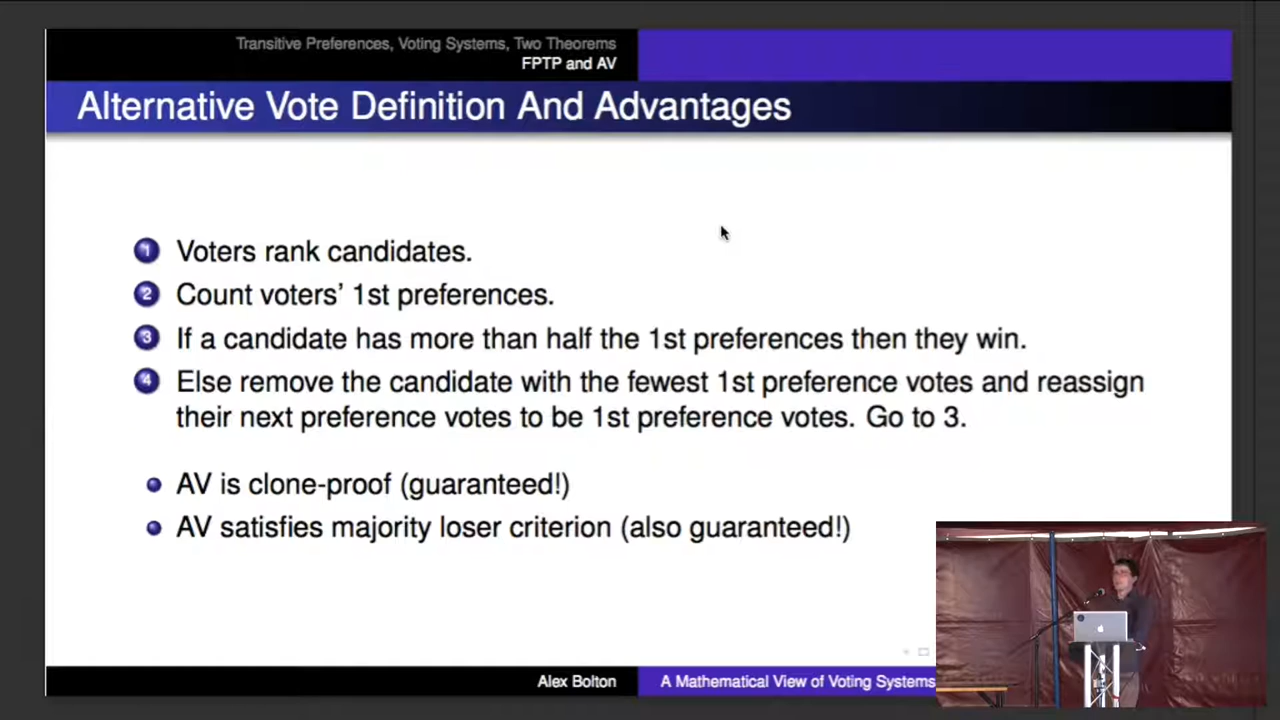 Transitive Preferences, Voting Systems, Two Theorems
FPTP and AV
Alternative Vote Definition And Advantages
1 Voters rank candidates.
2 Count voters’ 1st preferences.
3 If a candidate has more than half the 1st preferences then they win.
4 Else remove the candidate with the fewest 1st preference votes and reassign
their next preference votes to be 1st preference votes. Go to 3.
AV is clone-proof (guaranteed!)
AV satisfies majority loser criterion (also guaranteed!)
Alex Bolton
A Mathematical View of Voting Systems